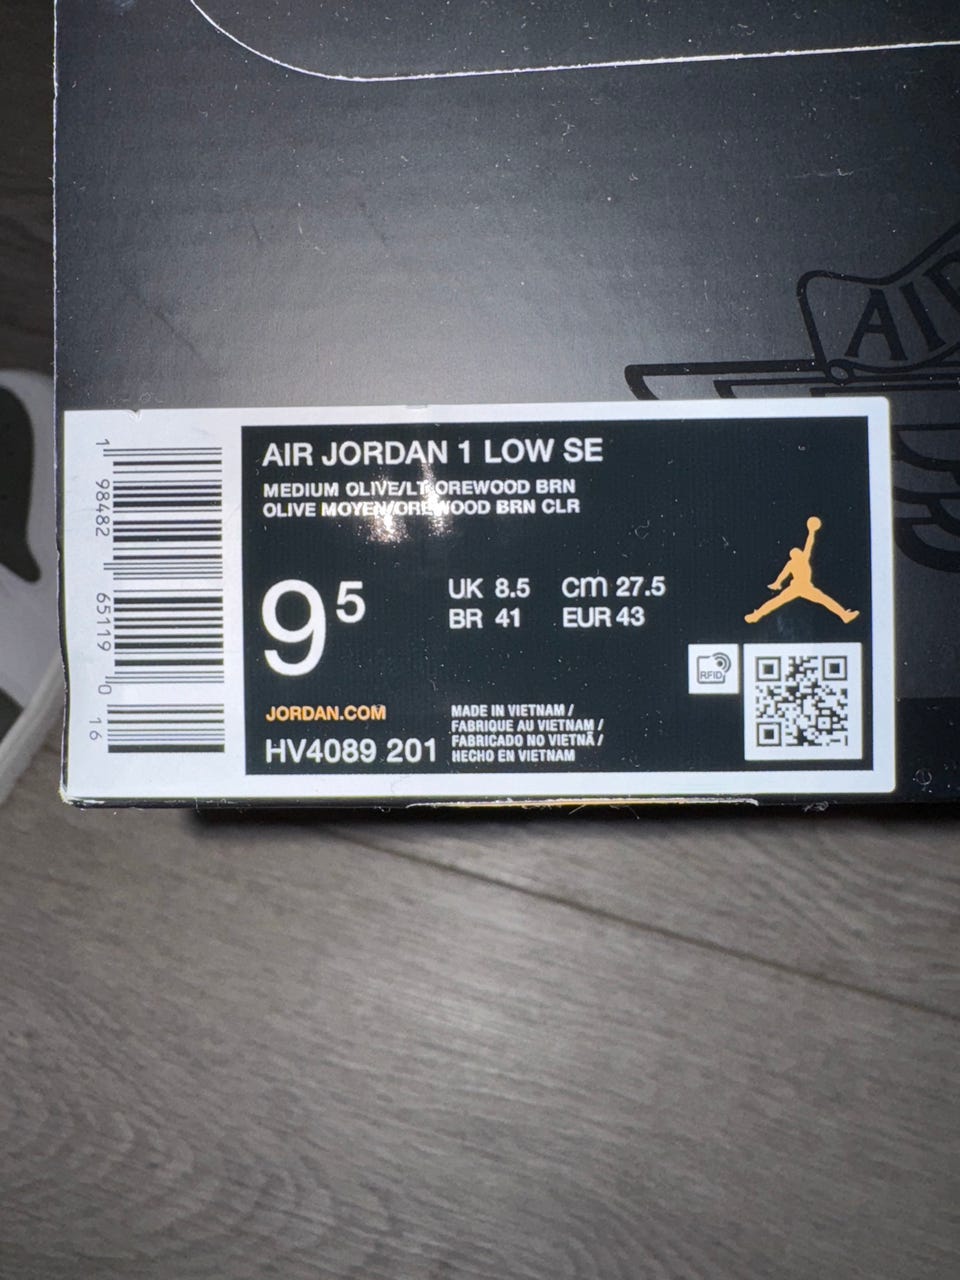 AIR
AIR JORDAN 1 LOW SE
MEDIUM OLIVE/LT OREWOOD BRN
OLIVE MOYEN/OREWOOD BRN CLR
9 5
UK 8.5 cm 27.5
BR 41 EUR 43
RFID
JORDAN.COM
HV4089 201
MADE IN VIETNAM /
FABRIQUE AU VIETNAM /
FABRICADO NO VIETNÃ /
HECHO EN VIETNAM
1 98482 65119 0 16